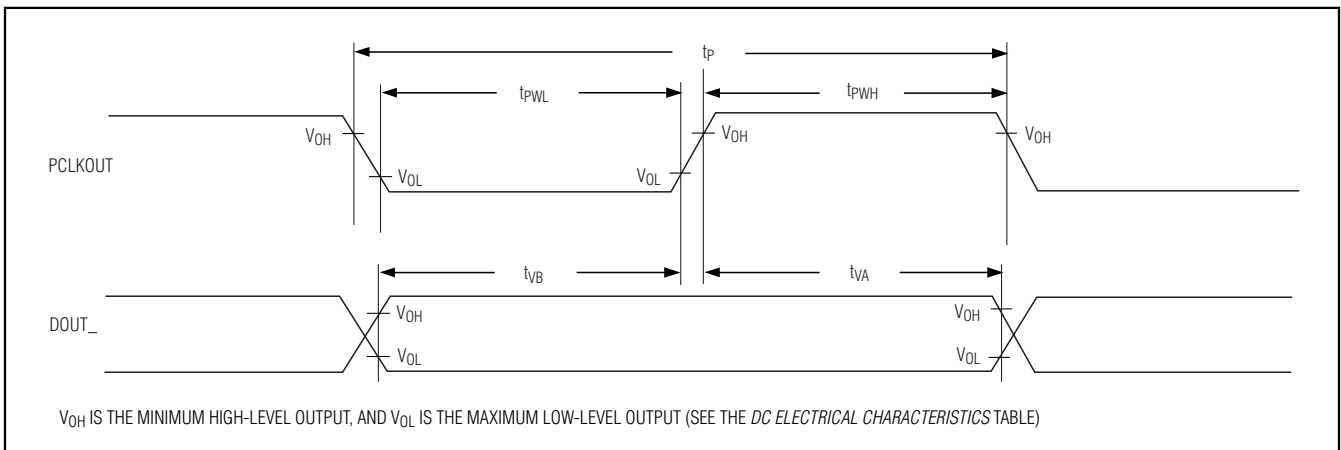 tP
tPWL
tPWH
PCLKOUT
VOH
VOH
VOH
VOL
VOL
tVB
tVA
DOUT_
VOH
VOH
VOL
VOL
VOH IS THE MINIMUM HIGH-LEVEL OUTPUT, AND VOL IS THE MAXIMUM LOW-LEVEL OUTPUT (SEE THE DC ELECTRICAL CHARACTERISTICS TABLE)